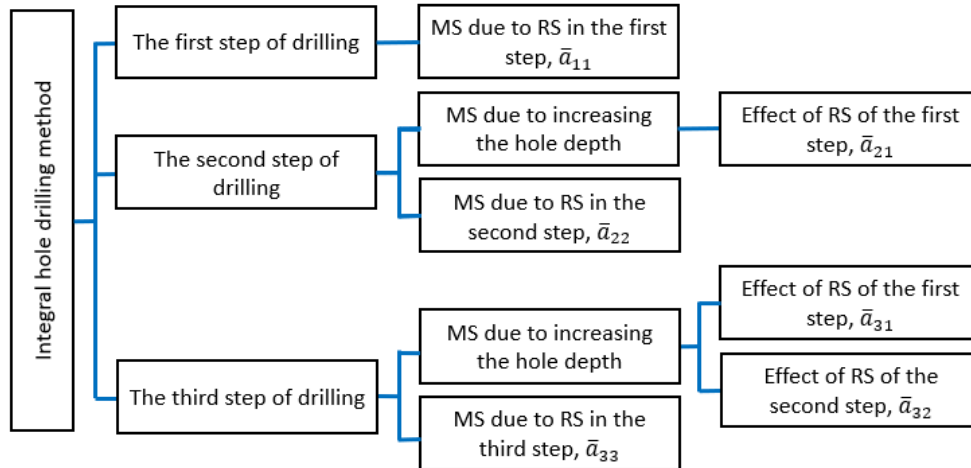 Integral hole drilling method
The first step of drilling
MS due to RS in the first
step, ā₁₁
The second step of
drilling
MS due to increasing
the hole depth
Effect of RS of the first
step, ā₂₁
MS due to RS in the
second step, ā₂₂
The third step of drilling
MS due to increasing
the hole depth
Effect of RS of the first
step, ā₃₁
Effect of RS of the
second step, ā₃₂
MS due to RS in the
third step, ā₃₃